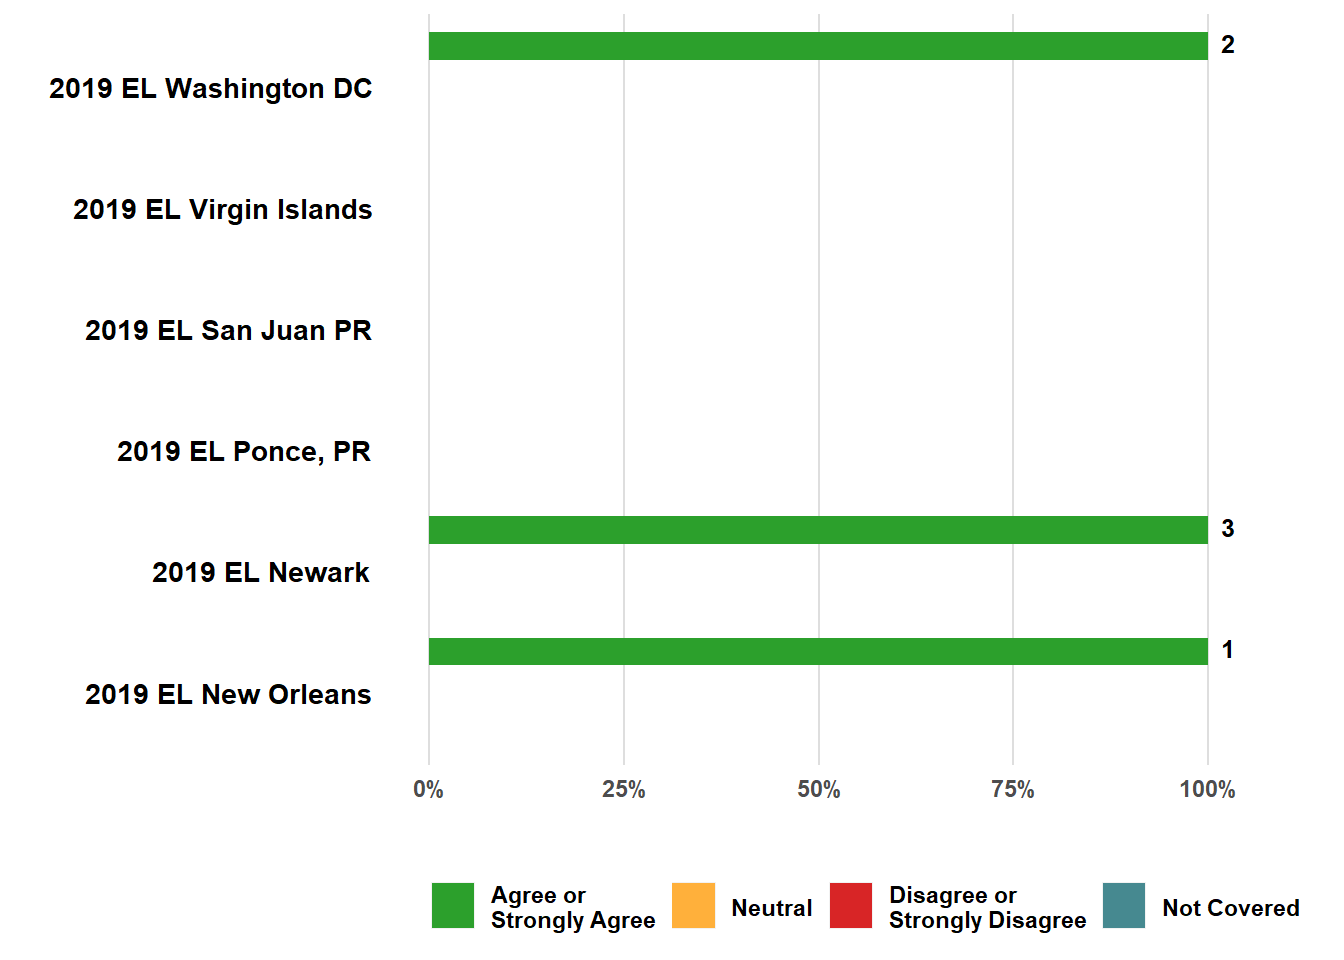 2
2019 EL Washington DC
2019 EL Virgin Islands
2019 EL San Juan PR
2019 EL Ponce, PR
3
2019 EL Newark
1
2019 EL New Orleans
0% 25% 50% 75% 100%
Agree or
Strongly Agree
Neutral
Disagree or
Strongly Disagree
Not Covered